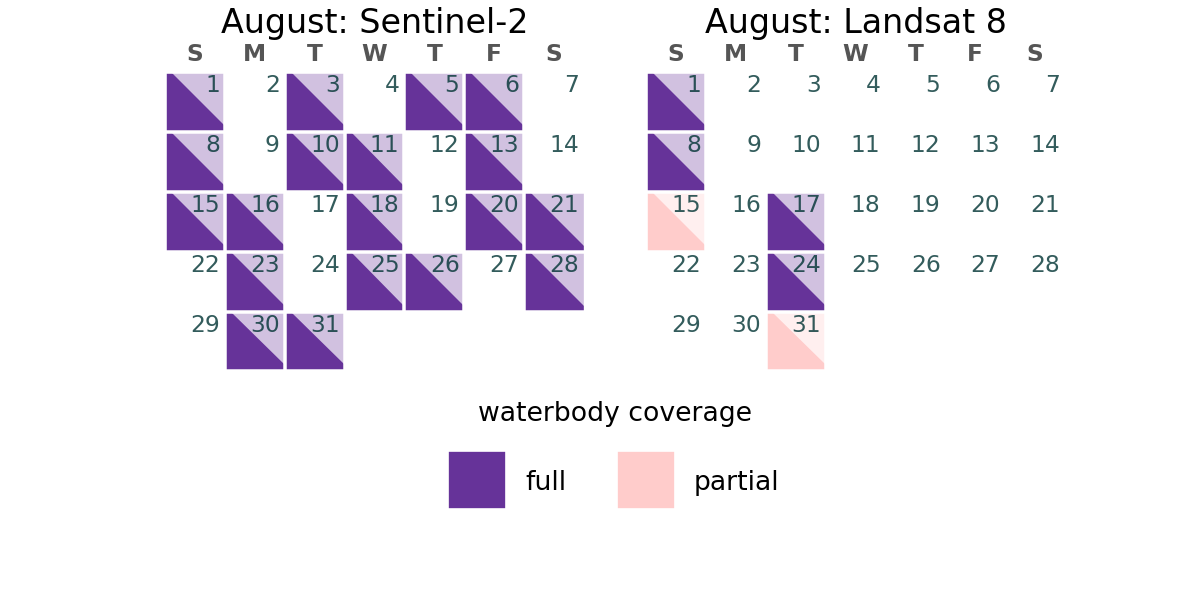 August: Sentinel-2
S M T W T F S
1 2 3 4 5 6 7
8 9 10 11 12 13 14
15 16 17 18 19 20 21
22 23 24 25 26 27 28
29 30 31
August: Landsat 8
S M T W T F S
1 2 3 4 5 6 7
8 9 10 11 12 13 14
15 16 17 18 19 20 21
22 23 24 25 26 27 28
29 30 31
waterbody coverage
full
partial